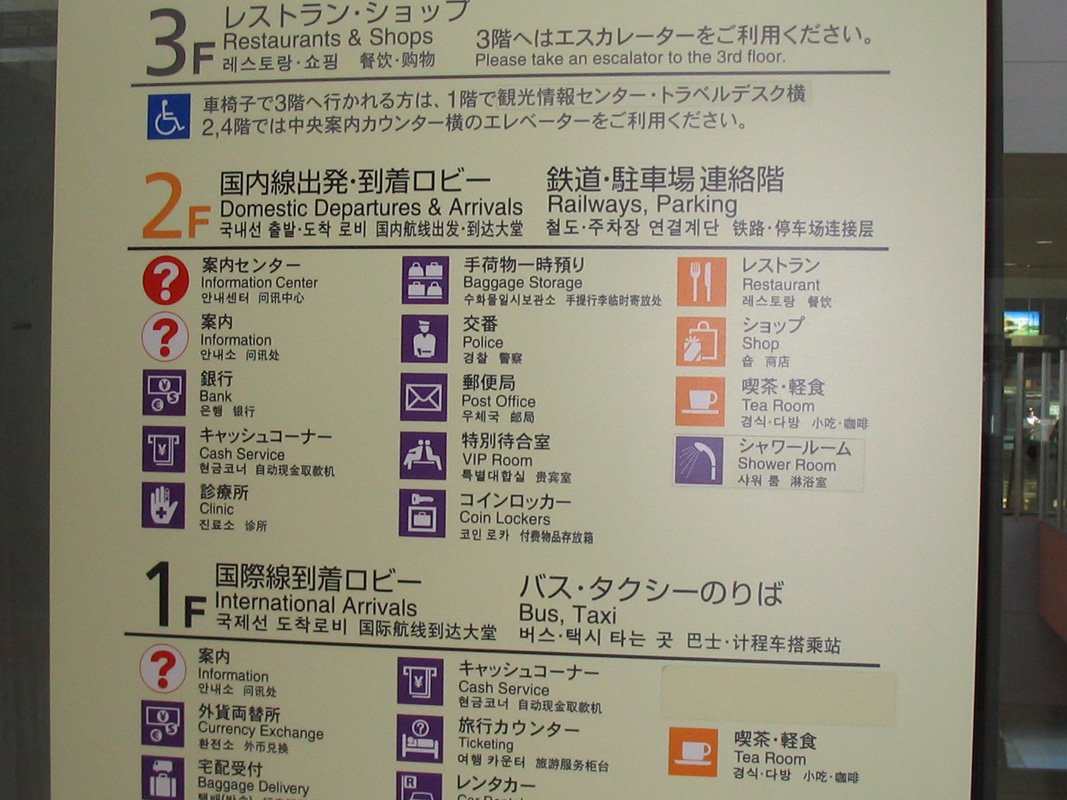 3F
レストラン・ショップ
Restaurants & Shops
레스토랑·쇼핑 餐饮·购物
3階へはエスカレーターをご利用ください。
Please take an escalator to the 3rd floor.
車椅子で3階へ行かれる方は、1階で観光情報センター・トラベルデスク横
2,4階では中央案内カウンター横のエレベーターをご利用ください。
2F
国内線出発・到着ロビー
Domestic Departures & Arrivals
국내선 출발·도착 로비 国内航线出发·到达大堂
鉄道・駐車場連絡階
Railways, Parking
철도·주차장 연결계단 铁路·停车场连接层
案内センター
Information Center
안내센터 问讯中心
案内
Information
안내소 问讯处
銀行
Bank
은행 银行
キャッシュコーナー
Cash Service
현금코너 自动现金取款机
診療所
Clinic
진료소 诊所
手荷物一時預り
Baggage Storage
수화물일시보관소 手提行李临时寄放处
交番
Police
경찰 警察
郵便局
Post Office
우체국 邮局
特別待合室
VIP Room
특별대합실 贵宾室
コインロッカー
Coin Lockers
코인 로카 付费物品存放箱
レストラン
Restaurant
레스토랑 餐饮
ショップ
Shop
숍 商店
喫茶・軽食
Tea Room
경식·다방 小吃·咖啡
シャワールーム
Shower Room
샤워 룸 淋浴室
1F
国際線到着ロビー
International Arrivals
국제선 도착로비 国际航线到达大堂
バス・タクシーのりば
Bus, Taxi
버스·택시 타는 곳 巴士·计程车搭乘站
案内
Information
안내소 问讯处
外貨両替所
Currency Exchange
환전소 外币兑换
宅配受付
Baggage Delivery
キャッシュコーナー
Cash Service
현금코너 自动现金取款机
旅行カウンター
Ticketing
여행 카운터 旅游服务柜台
R
レンタカー
喫茶・軽食
Tea Room
경식·다방 小吃·咖啡